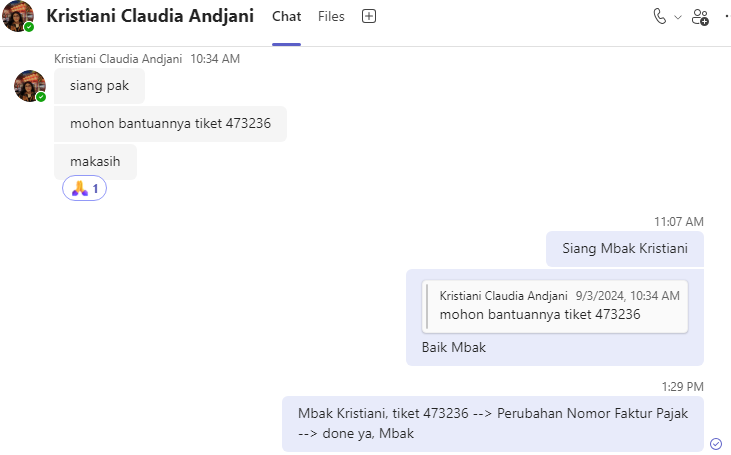 Kristiani Claudia Andjani Chat Files
Kristiani Claudia Andjani 10:34 AM
siang pak
mohon bantuannya tiket 473236
makasih
🙏 1
11:07 AM
Siang Mbak Kristiani
Kristiani Claudia Andjani 9/3/2024, 10:34 AM
mohon bantuannya tiket 473236
Baik Mbak
1:29 PM
Mbak Kristiani, tiket 473236 --> Perubahan Nomor Faktur Pajak
--> done ya, Mbak